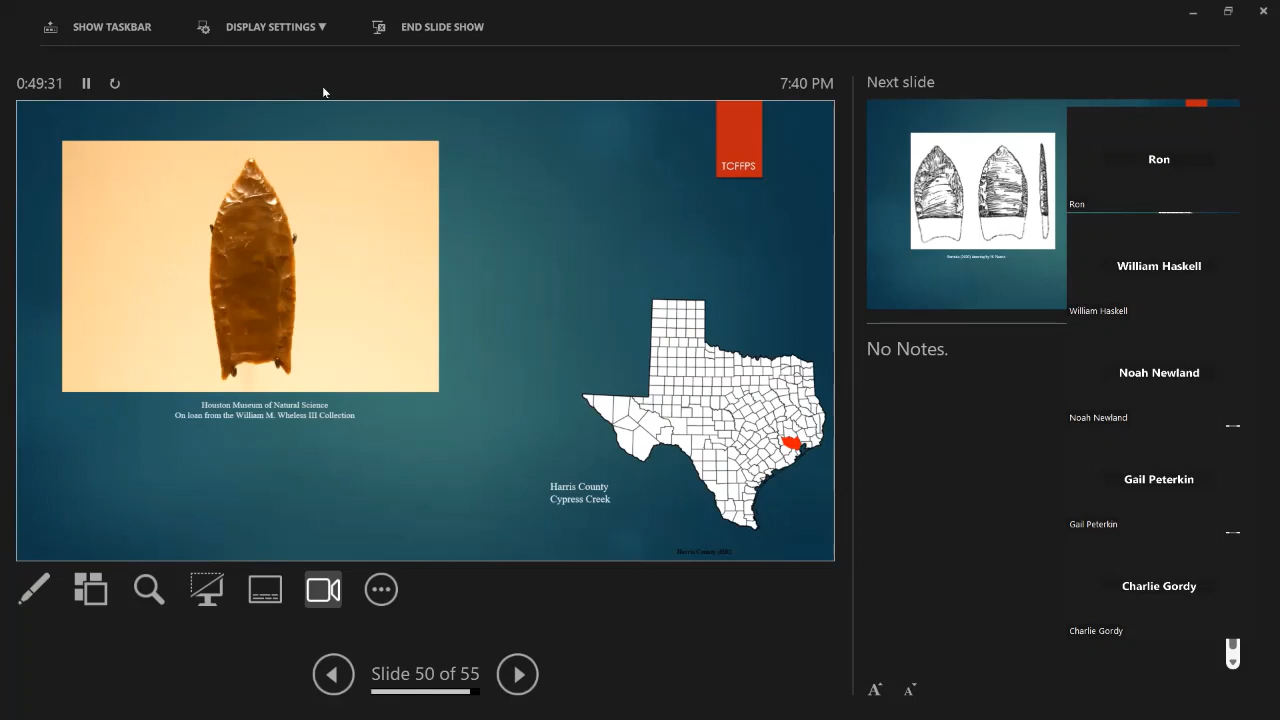 SHOW TASKBAR
DISPLAY SETTINGS ▼
END SLIDE SHOW
0:49:31
7:40 PM
TCFFPS
Houston Museum of Natural Science
On loan from the William M. Wheless III Collection
Harris County
Cypress Creek
Slide 50 of 55
Next slide
No Notes.
A A
Ron
Ron
William Haskell
William Haskell
Noah Newland
Noah Newland
Gail Peterkin
Gail Peterkin
Charlie Gordy
Charlie Gordy